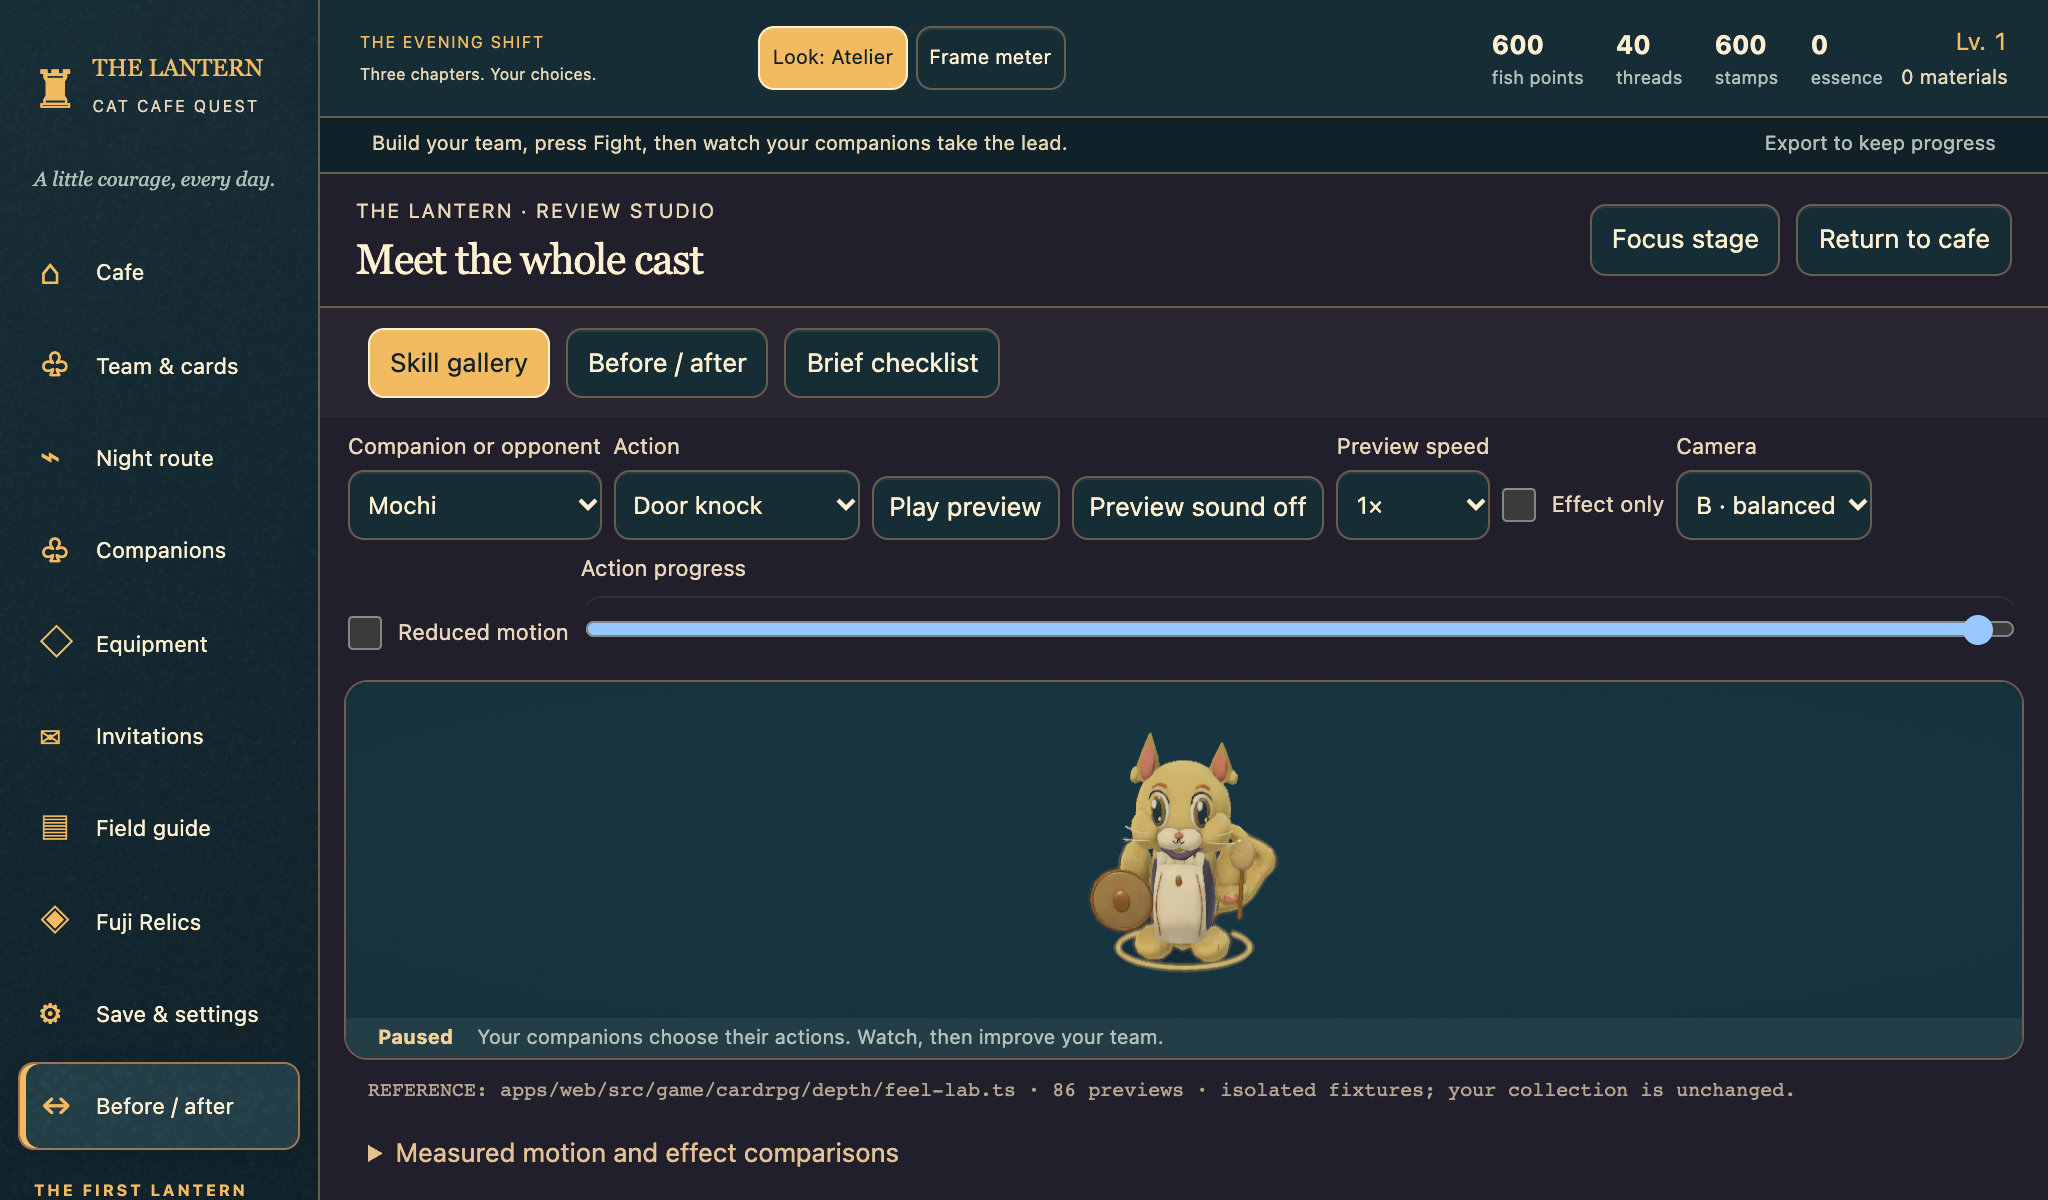 THE LANTERN
CAT CAFE QUEST
A little courage, every day.
Cafe
Team & cards
Night route
Companions
Equipment
Invitations
Field guide
Fuji Relics
Save & settings
Before / after
THE FIRST LANTERN
THE EVENING SHIFT
Three chapters. Your choices.
Look: Atelier
Frame meter
600 fish points
40 threads
600 stamps
0 essence
Lv. 1
0 materials
Build your team, press Fight, then watch your companions take the lead.
Export to keep progress
THE LANTERN · REVIEW STUDIO
Meet the whole cast
Focus stage
Return to cafe
Skill gallery
Before / after
Brief checklist
Companion or opponent
Mochi
Action
Door knock
Play preview
Preview sound off
Preview speed
1×
Effect only
Camera
B · balanced
Reduced motion
Action progress
Paused
Your companions choose their actions. Watch, then improve your team.
REFERENCE: apps/web/src/game/cardrpg/depth/feel-lab.ts · 86 previews · isolated fixtures; your collection is unchanged.
Measured motion and effect comparisons